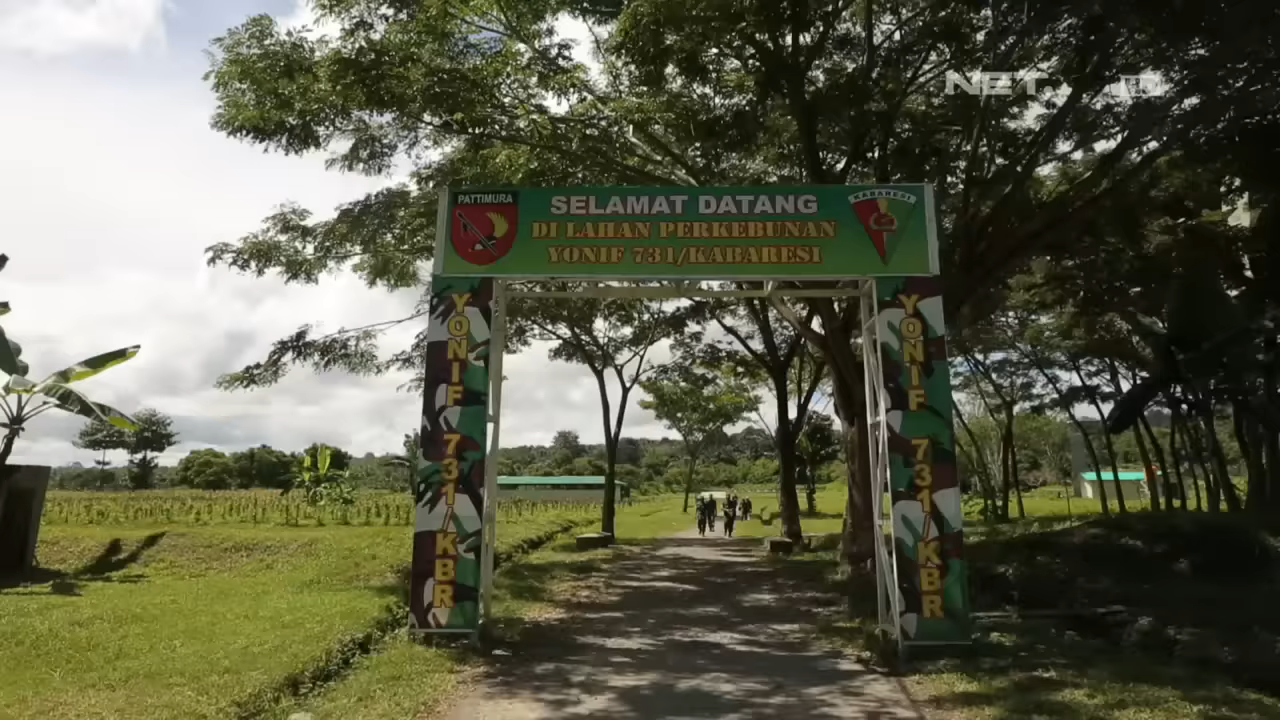 NET.
PATTIMURA
SELAMAT DATANG
DI LAHAN PERKEBUNAN
YONIF 731/KABARESI
KABARESI
YONIF 731/KBR
YONIF 731/KBR